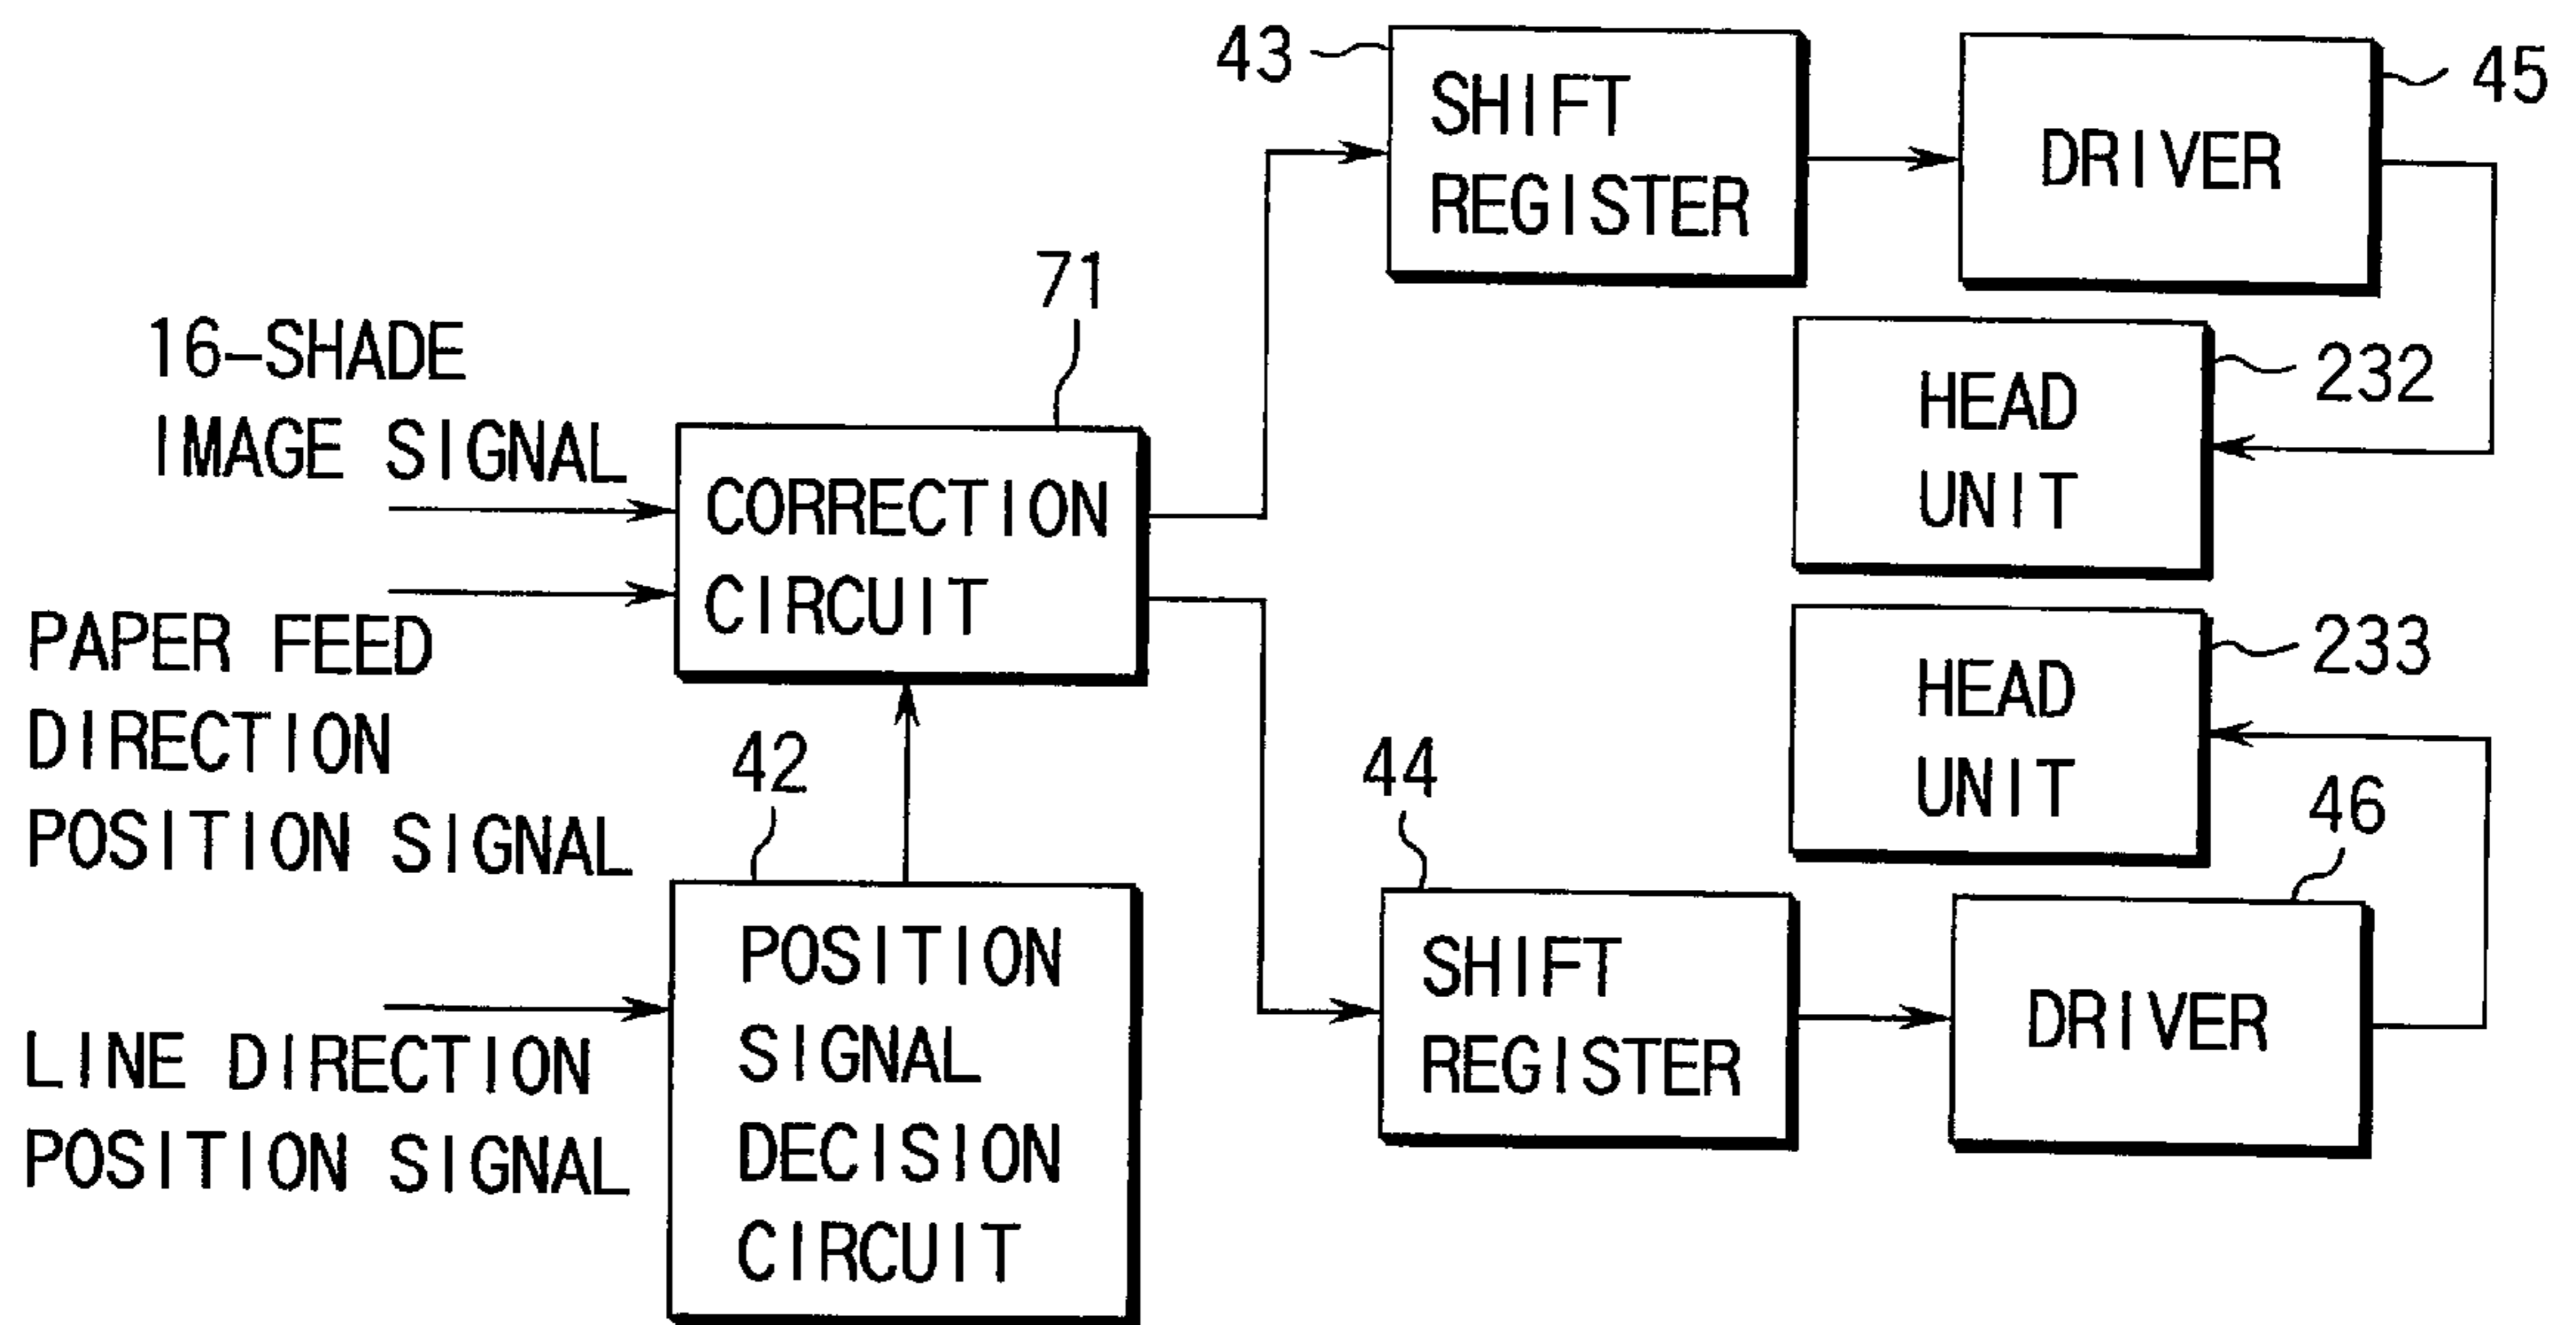 43
SHIFT
REGISTER
45
DRIVER
71
16-SHADE
IMAGE SIGNAL
232
HEAD
UNIT
CORRECTION
CIRCUIT
PAPER FEED
DIRECTION
POSITION SIGNAL
233
HEAD
UNIT
42
44
46
POSITION
SIGNAL
DECISION
CIRCUIT
SHIFT
REGISTER
DRIVER
LINE DIRECTION
POSITION SIGNAL